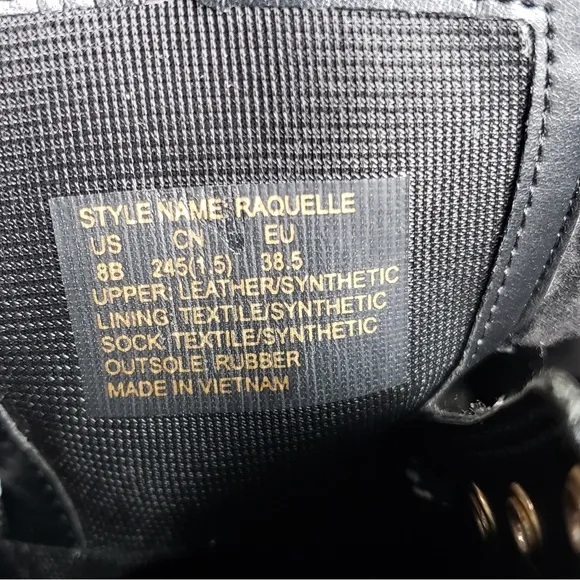 STYLE NAME: RAQUELLE
US CN EU
8B 245(1.5) 38.5
UPPER: LEATHER/SYNTHETIC
LINING: TEXTILE/SYNTHETIC
SOCK: TEXTILE/SYNTHETIC
OUTSOLE: RUBBER
MADE IN VIETNAM